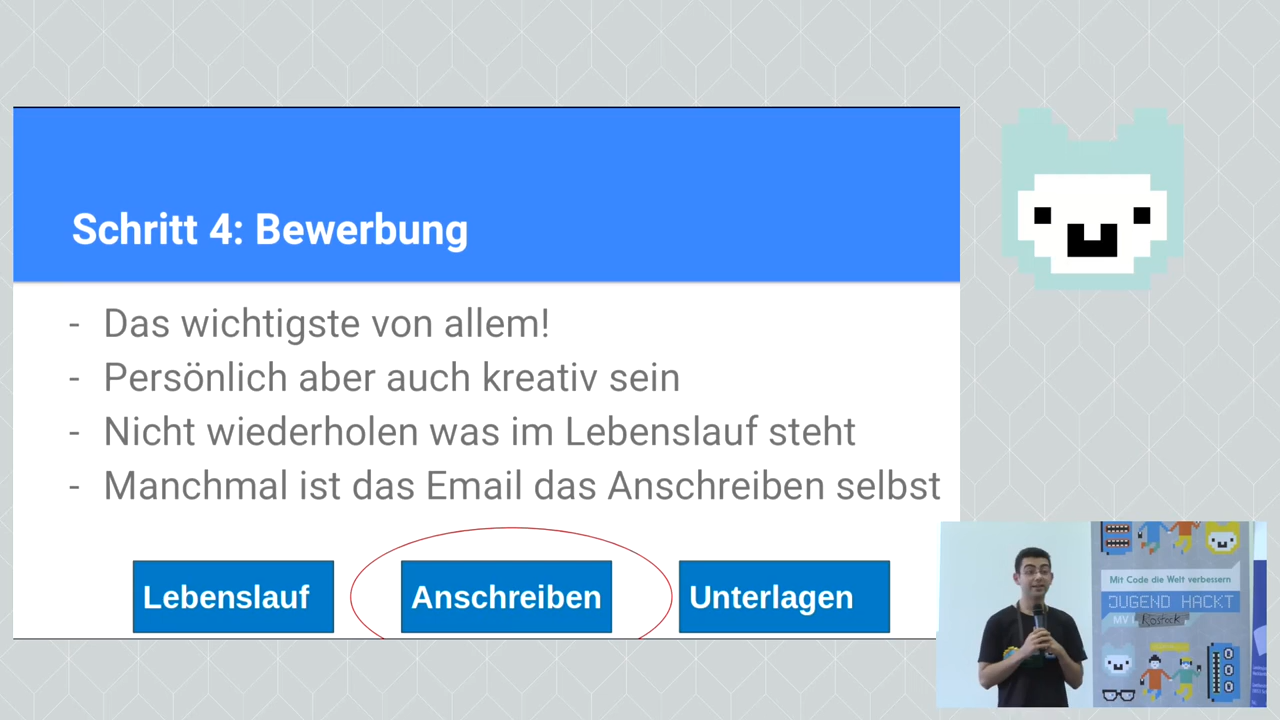 Schritt 4: Bewerbung
- Das wichtigste von allem!
- Persönlich aber auch kreativ sein
- Nicht wiederholen was im Lebenslauf steht
- Manchmal ist das Email das Anschreiben selbst
Lebenslauf
Anschreiben
Unterlagen
Mit Code die Welt verbessern
JUGEND HACKT
MV | Rostock